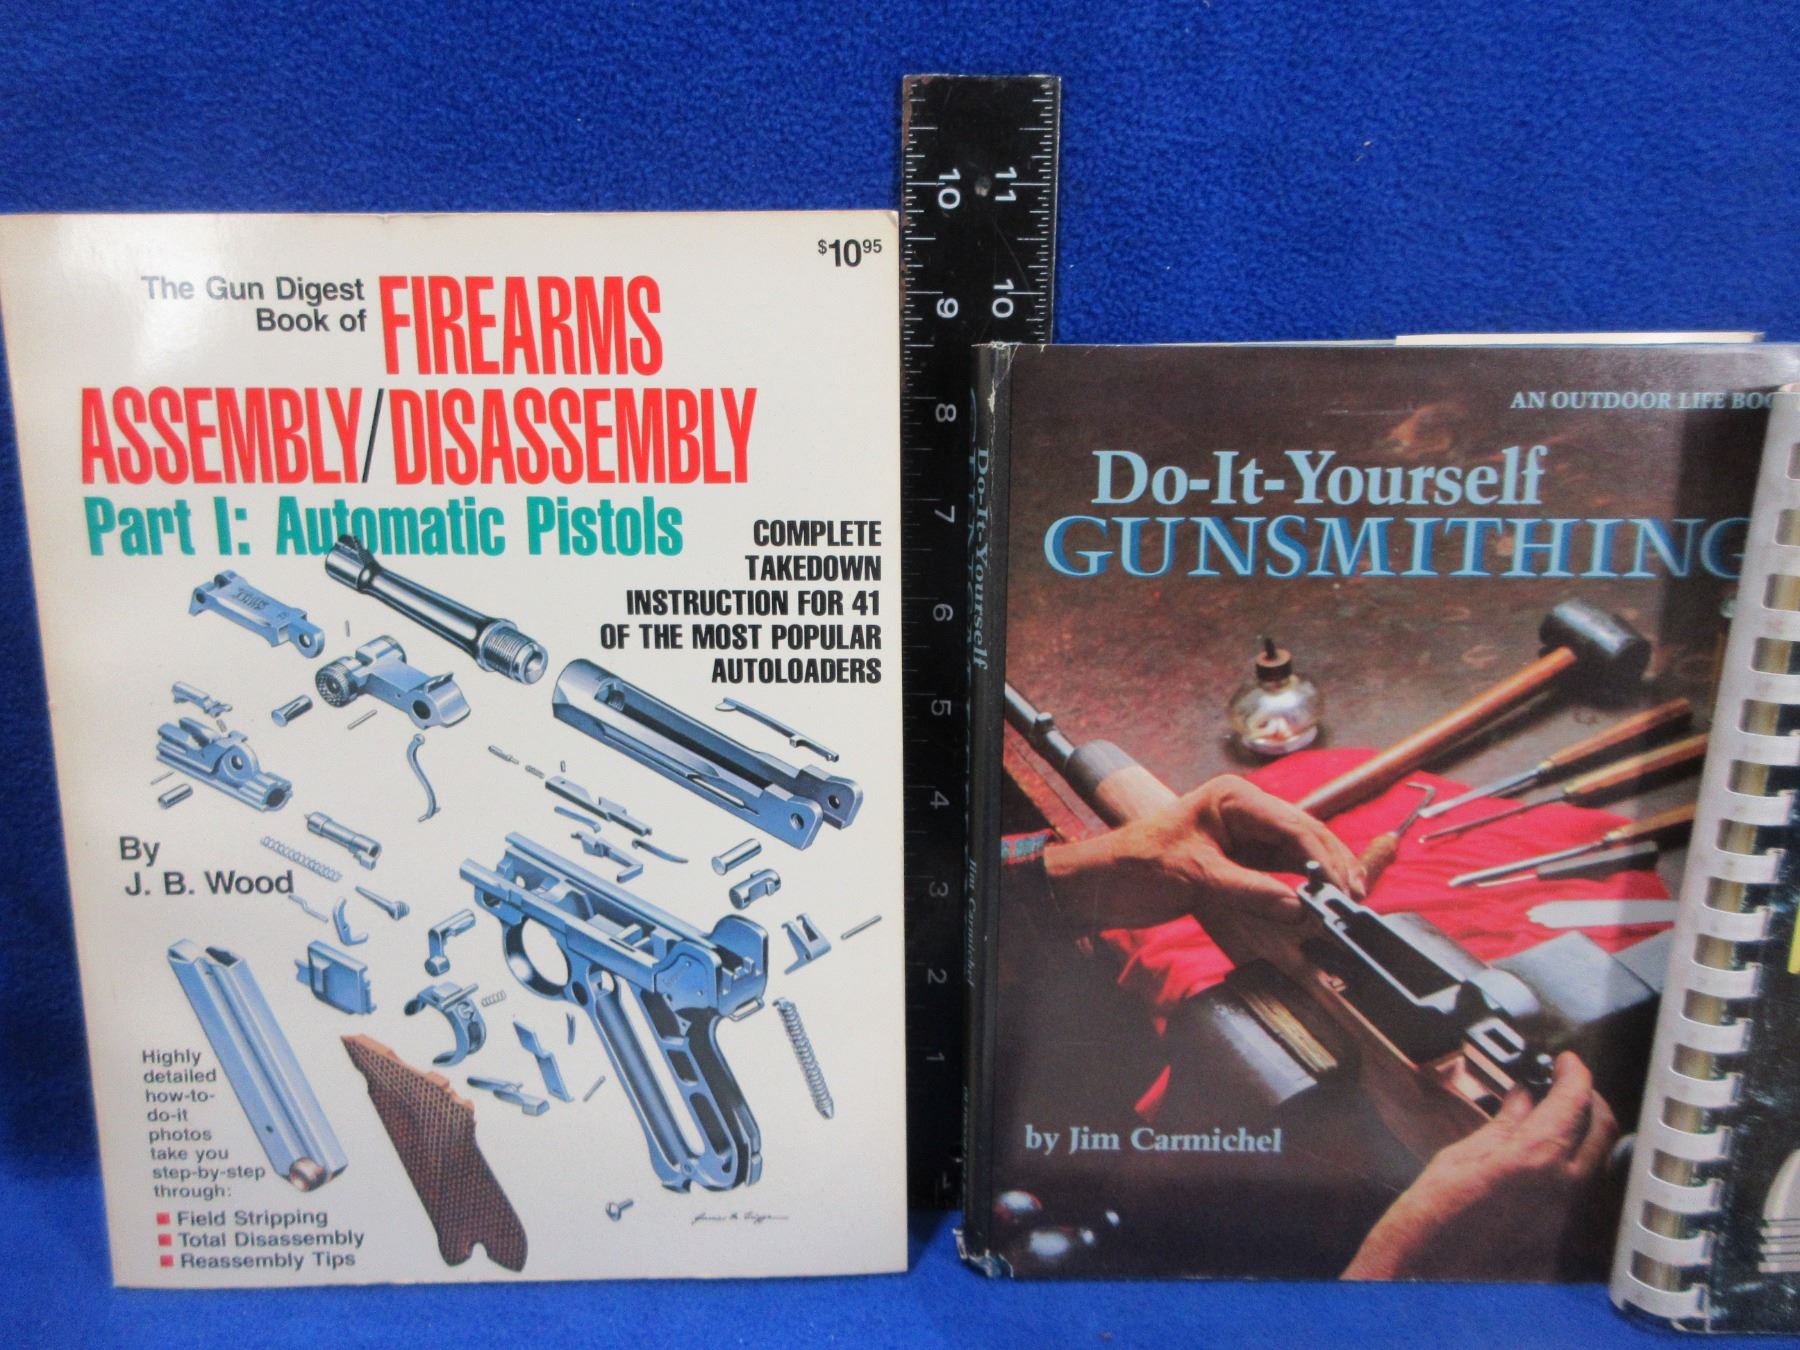 $10.95
The Gun Digest
Book of FIREARMS
ASSEMBLY/DISASSEMBLY
Part I: Automatic Pistols
COMPLETE
TAKEDOWN
INSTRUCTION FOR 41
OF THE MOST POPULAR
AUTOLOADERS
By
J. B. Wood
Highly
detailed
how-to-
do-it
photos
take you
step-by-step
through:
Field Stripping
Total Disassembly
Reassembly Tips
10 11
9 10
8
7
6
5
4
3
2
1
Do-It-Yourself
Jim Carmichel
AN OUTDOOR LIFE BOO
Do-It-Yourself
GUNSMITHING
by Jim Carmichel